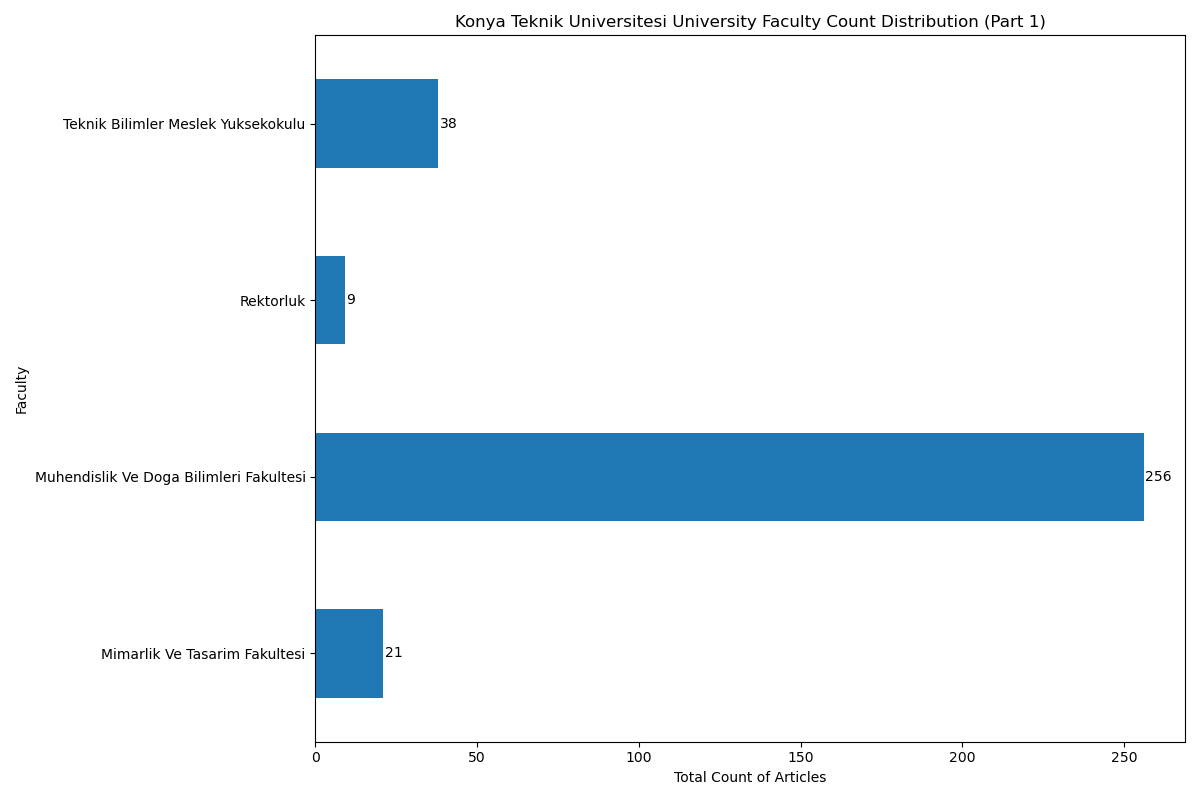 Konya Teknik Universitesi University Faculty Count Distribution (Part 1)
Teknik Bilimler Meslek Yuksekokulu
38
Rektorluk
9
Faculty
Muhendislik Ve Doga Bilimleri Fakultesi
256
Mimarlik Ve Tasarim Fakultesi
21
0 50 100 150 200 250
Total Count of Articles